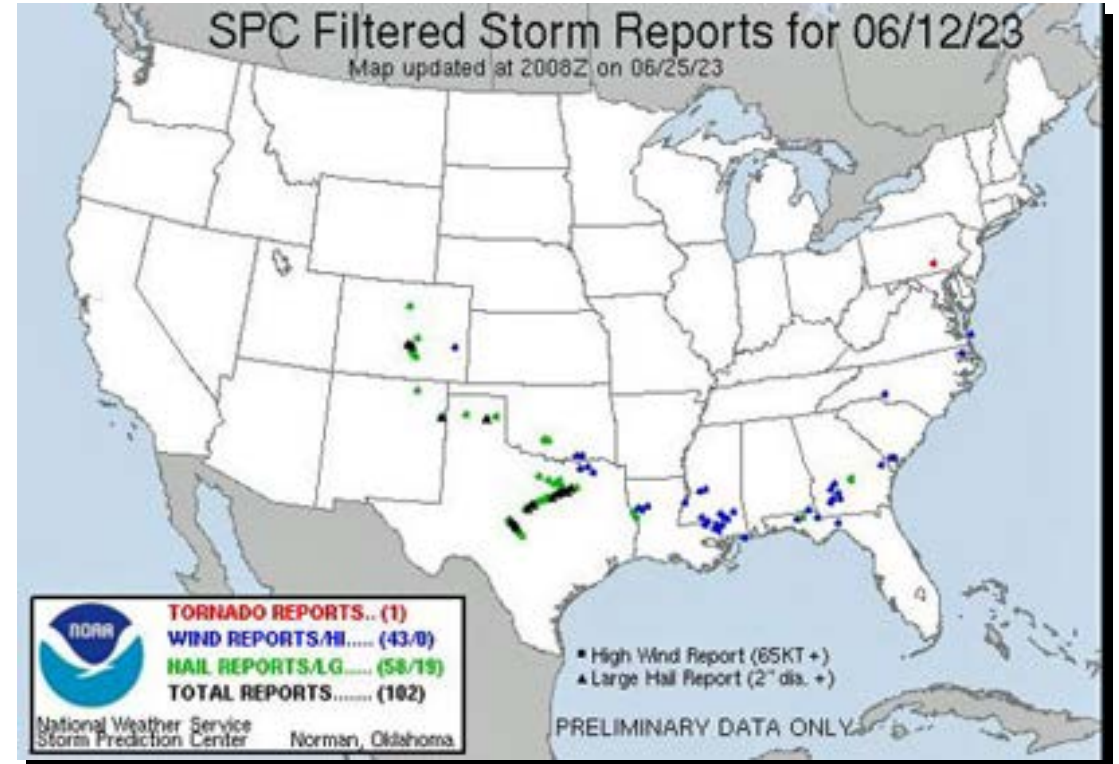 SPC Filtered Storm Reports for 06/12/23
Map updated at 2008Z on 06/25/23
NOAA
TORNADO REPORTS.. (1)
WIND REPORTS/HI..... (43/0)
HAIL REPORTS/LG..... (58/19)
TOTAL REPORTS....... (102)
National Weather Service
Storm Prediction Center Norman, Oklahoma
High Wind Report (65KT +)
Large Hail Report (2" dia. +)
PRELIMINARY DATA ONLY